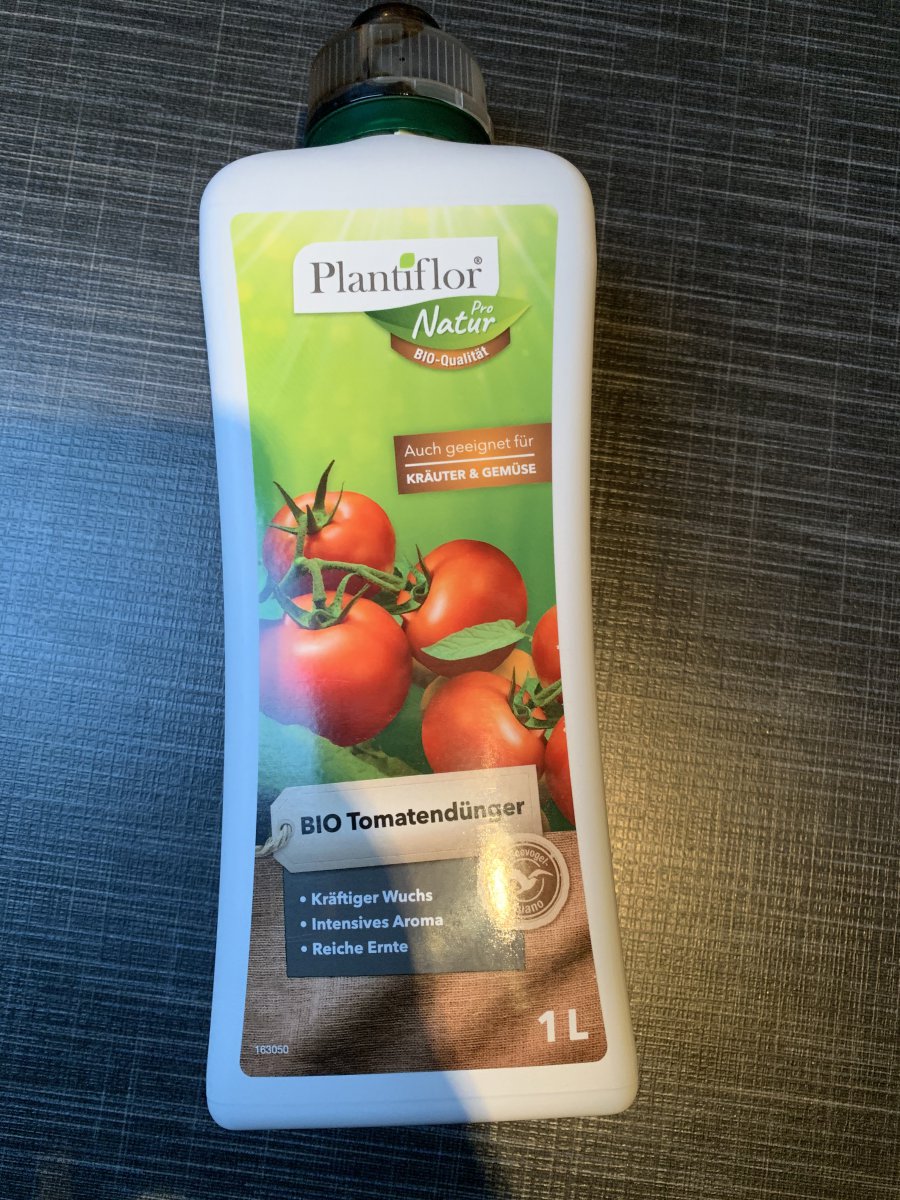 Plantiflor®
Pro
Natur
BIO-Qualität
Auch geeignet für
KRÄUTER & GEMÜSE
BIO Tomatendünger
• Kräftiger Wuchs
• Intensives Aroma
• Reiche Ernte
1 L
163050